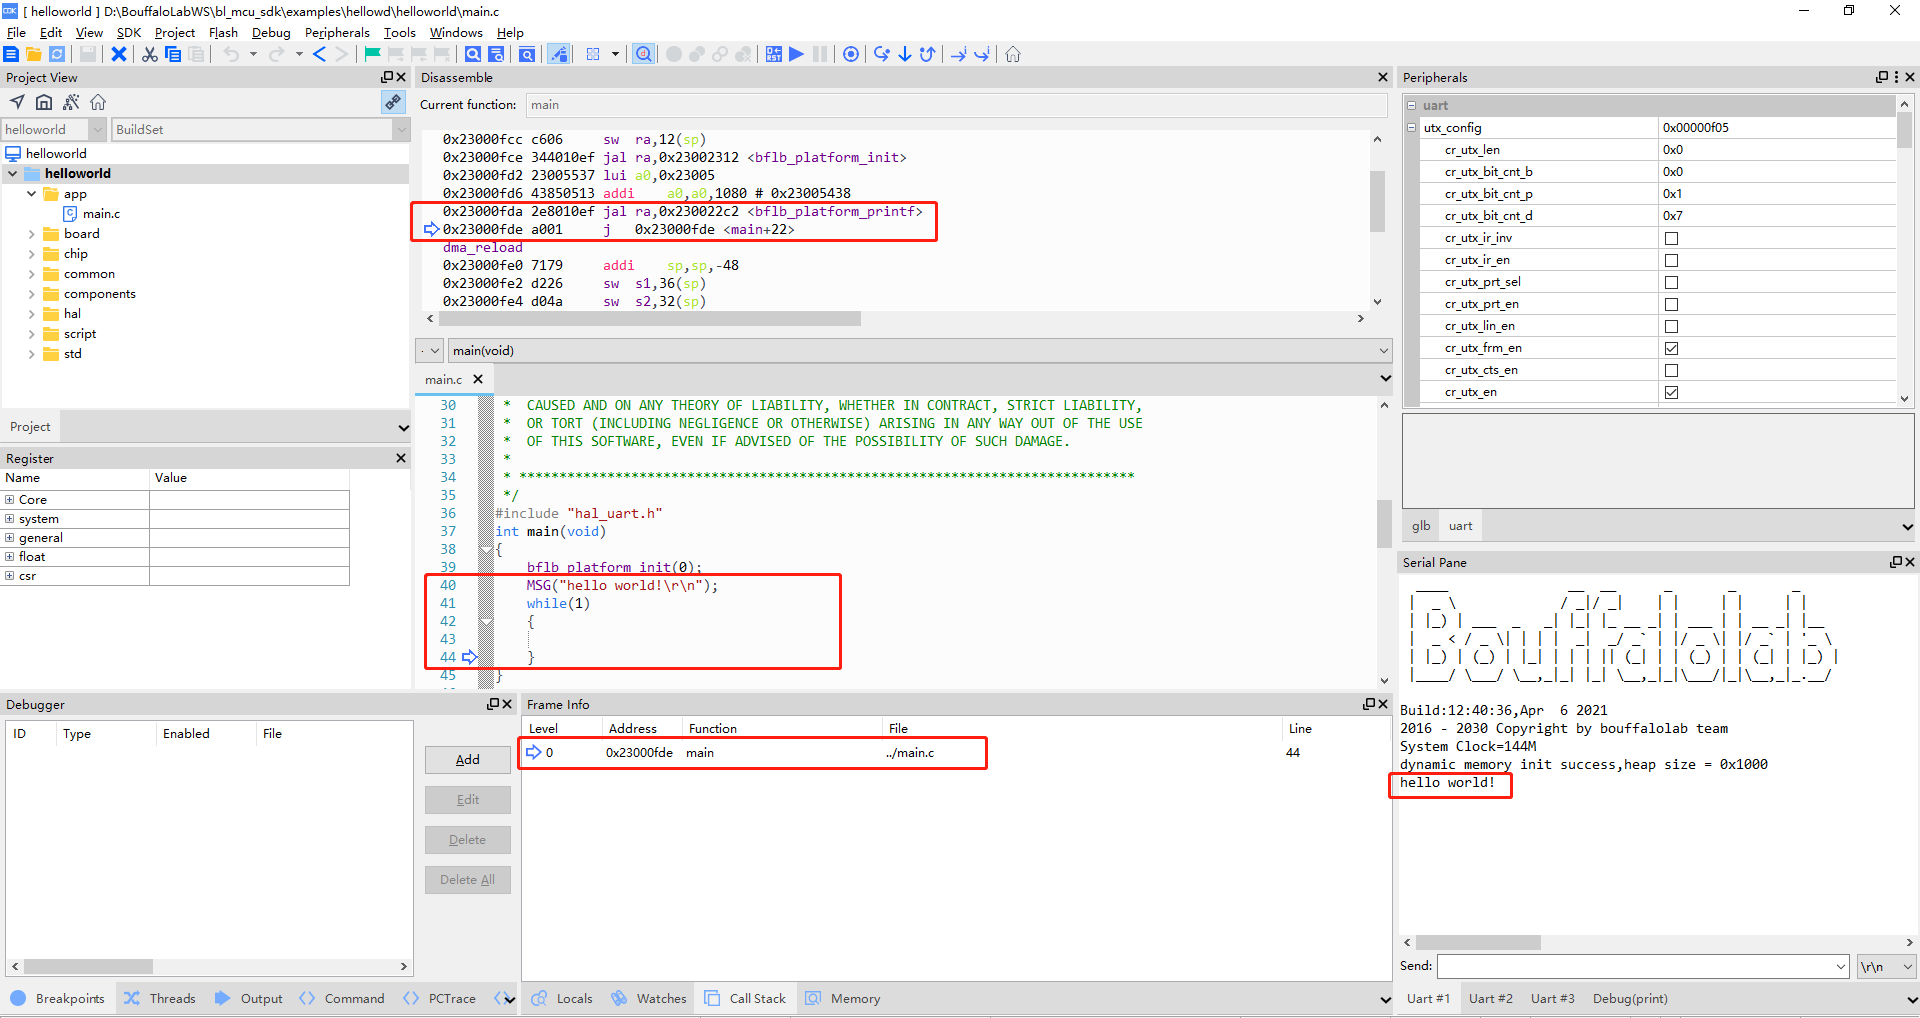 [ helloworld ] D:\BouffaloLabWS\bl_mcu_sdk\examples\hellowd\helloworld\main.c
File Edit View SDK Project Flash Debug Peripherals Tools Windows Help
Project View
helloworld BuildSet
helloworld
helloworld
app
main.c
board
chip
common
components
hal
script
std
Project
Register
Name Value
Core
system
general
float
csr
Disassemble
Current function: main
0x23000fcc c606 sw ra,12(sp)
0x23000fce 344010ef jal ra,0x23002312 <bflb_platform_init>
0x23000fd2 23005537 lui a0,0x23005
0x23000fd6 43850513 addi a0,a0,1080 # 0x23005438
0x23000fda 2e8010ef jal ra,0x230022c2 <bflb_platform_printf>
0x23000fde a001 j 0x23000fde <main+22>
dma_reload
0x23000fe0 7179 addi sp,sp,-48
0x23000fe2 d226 sw s1,36(sp)
0x23000fe4 d04a sw s2,32(sp)
main(void)
main.c
30 * CAUSED AND ON ANY THEORY OF LIABILITY, WHETHER IN CONTRACT, STRICT LIABILITY,
31 * OR TORT (INCLUDING NEGLIGENCE OR OTHERWISE) ARISING IN ANY WAY OUT OF THE USE
32 * OF THIS SOFTWARE, EVEN IF ADVISED OF THE POSSIBILITY OF SUCH DAMAGE.
33 *
34 * *****************************************************************************
35 */
36 #include "hal_uart.h"
37 int main(void)
38 {
39 bflb_platform_init(0);
40 MSG("hello world!\r\n");
41 while(1)
42 {
43
44 }
45 }
Peripherals
uart
utx_config 0x00000f05
cr_utx_len 0x0
cr_utx_bit_cnt_b 0x0
cr_utx_bit_cnt_p 0x1
cr_utx_bit_cnt_d 0x7
cr_utx_ir_inv
cr_utx_ir_en
cr_utx_prt_sel
cr_utx_prt_en
cr_utx_lin_en
cr_utx_frm_en
cr_utx_cts_en
cr_utx_en
glb uart
Serial Pane
Bouffalolab
Build:12:40:36,Apr 6 2021
2016 - 2030 Copyright by bouffalolab team
System Clock=144M
dynamic memory init success,heap size = 0x1000
hello world!
Send: \r\n
Uart #1 Uart #2 Uart #3 Debug(print)
Debugger
ID Type Enabled File
Add
Edit
Delete
Delete All
Breakpoints Threads Output Command PCTrace
Frame Info
Level Address Function File Line
0 0x23000fde main ../main.c 44
Locals Watches Call Stack Memory